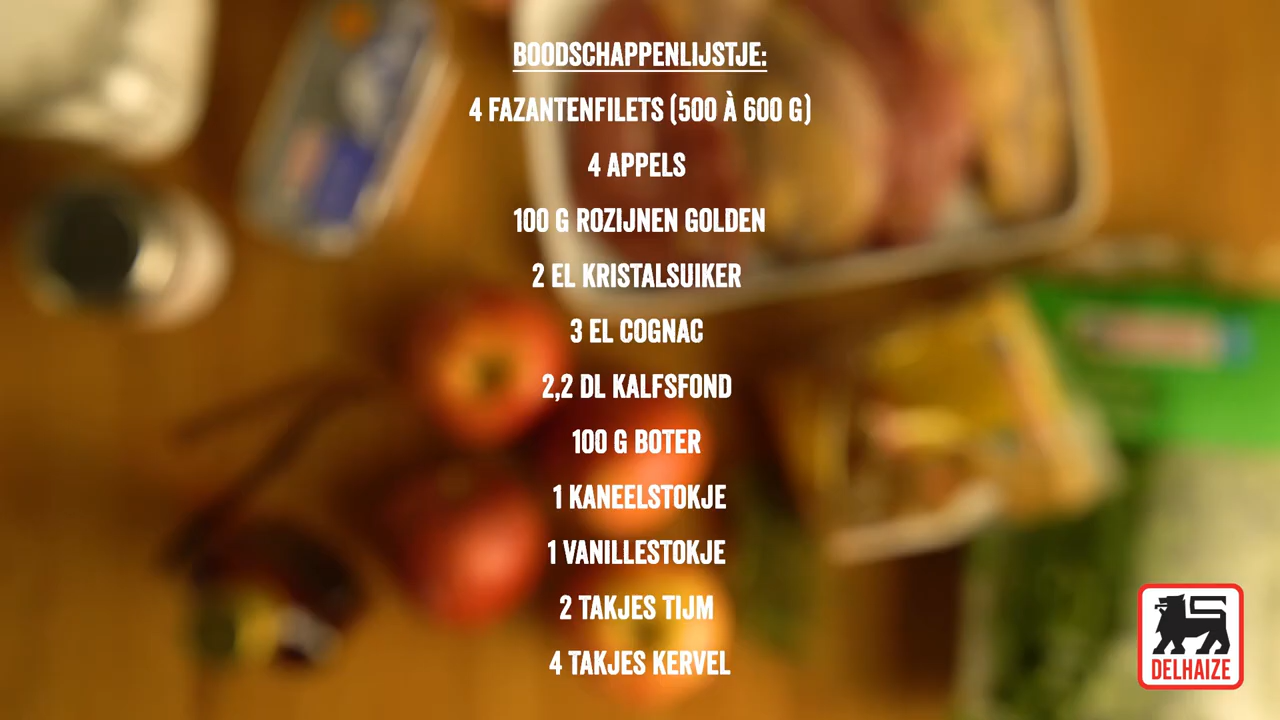 BOODSCHAPPENLIJSTJE:
4 FAZANTENFILETS (500 À 600 G)
4 APPELS
100 G ROZIJNEN GOLDEN
2 EL KRISTALSUIKER
3 EL COGNAC
2,2 DL KALFSFOND
100 G BOTER
1 KANEELSTOKJE
1 VANILLESTOKJE
2 TAKJES TIJM
4 TAKJES KERVEL
DELHAIZE